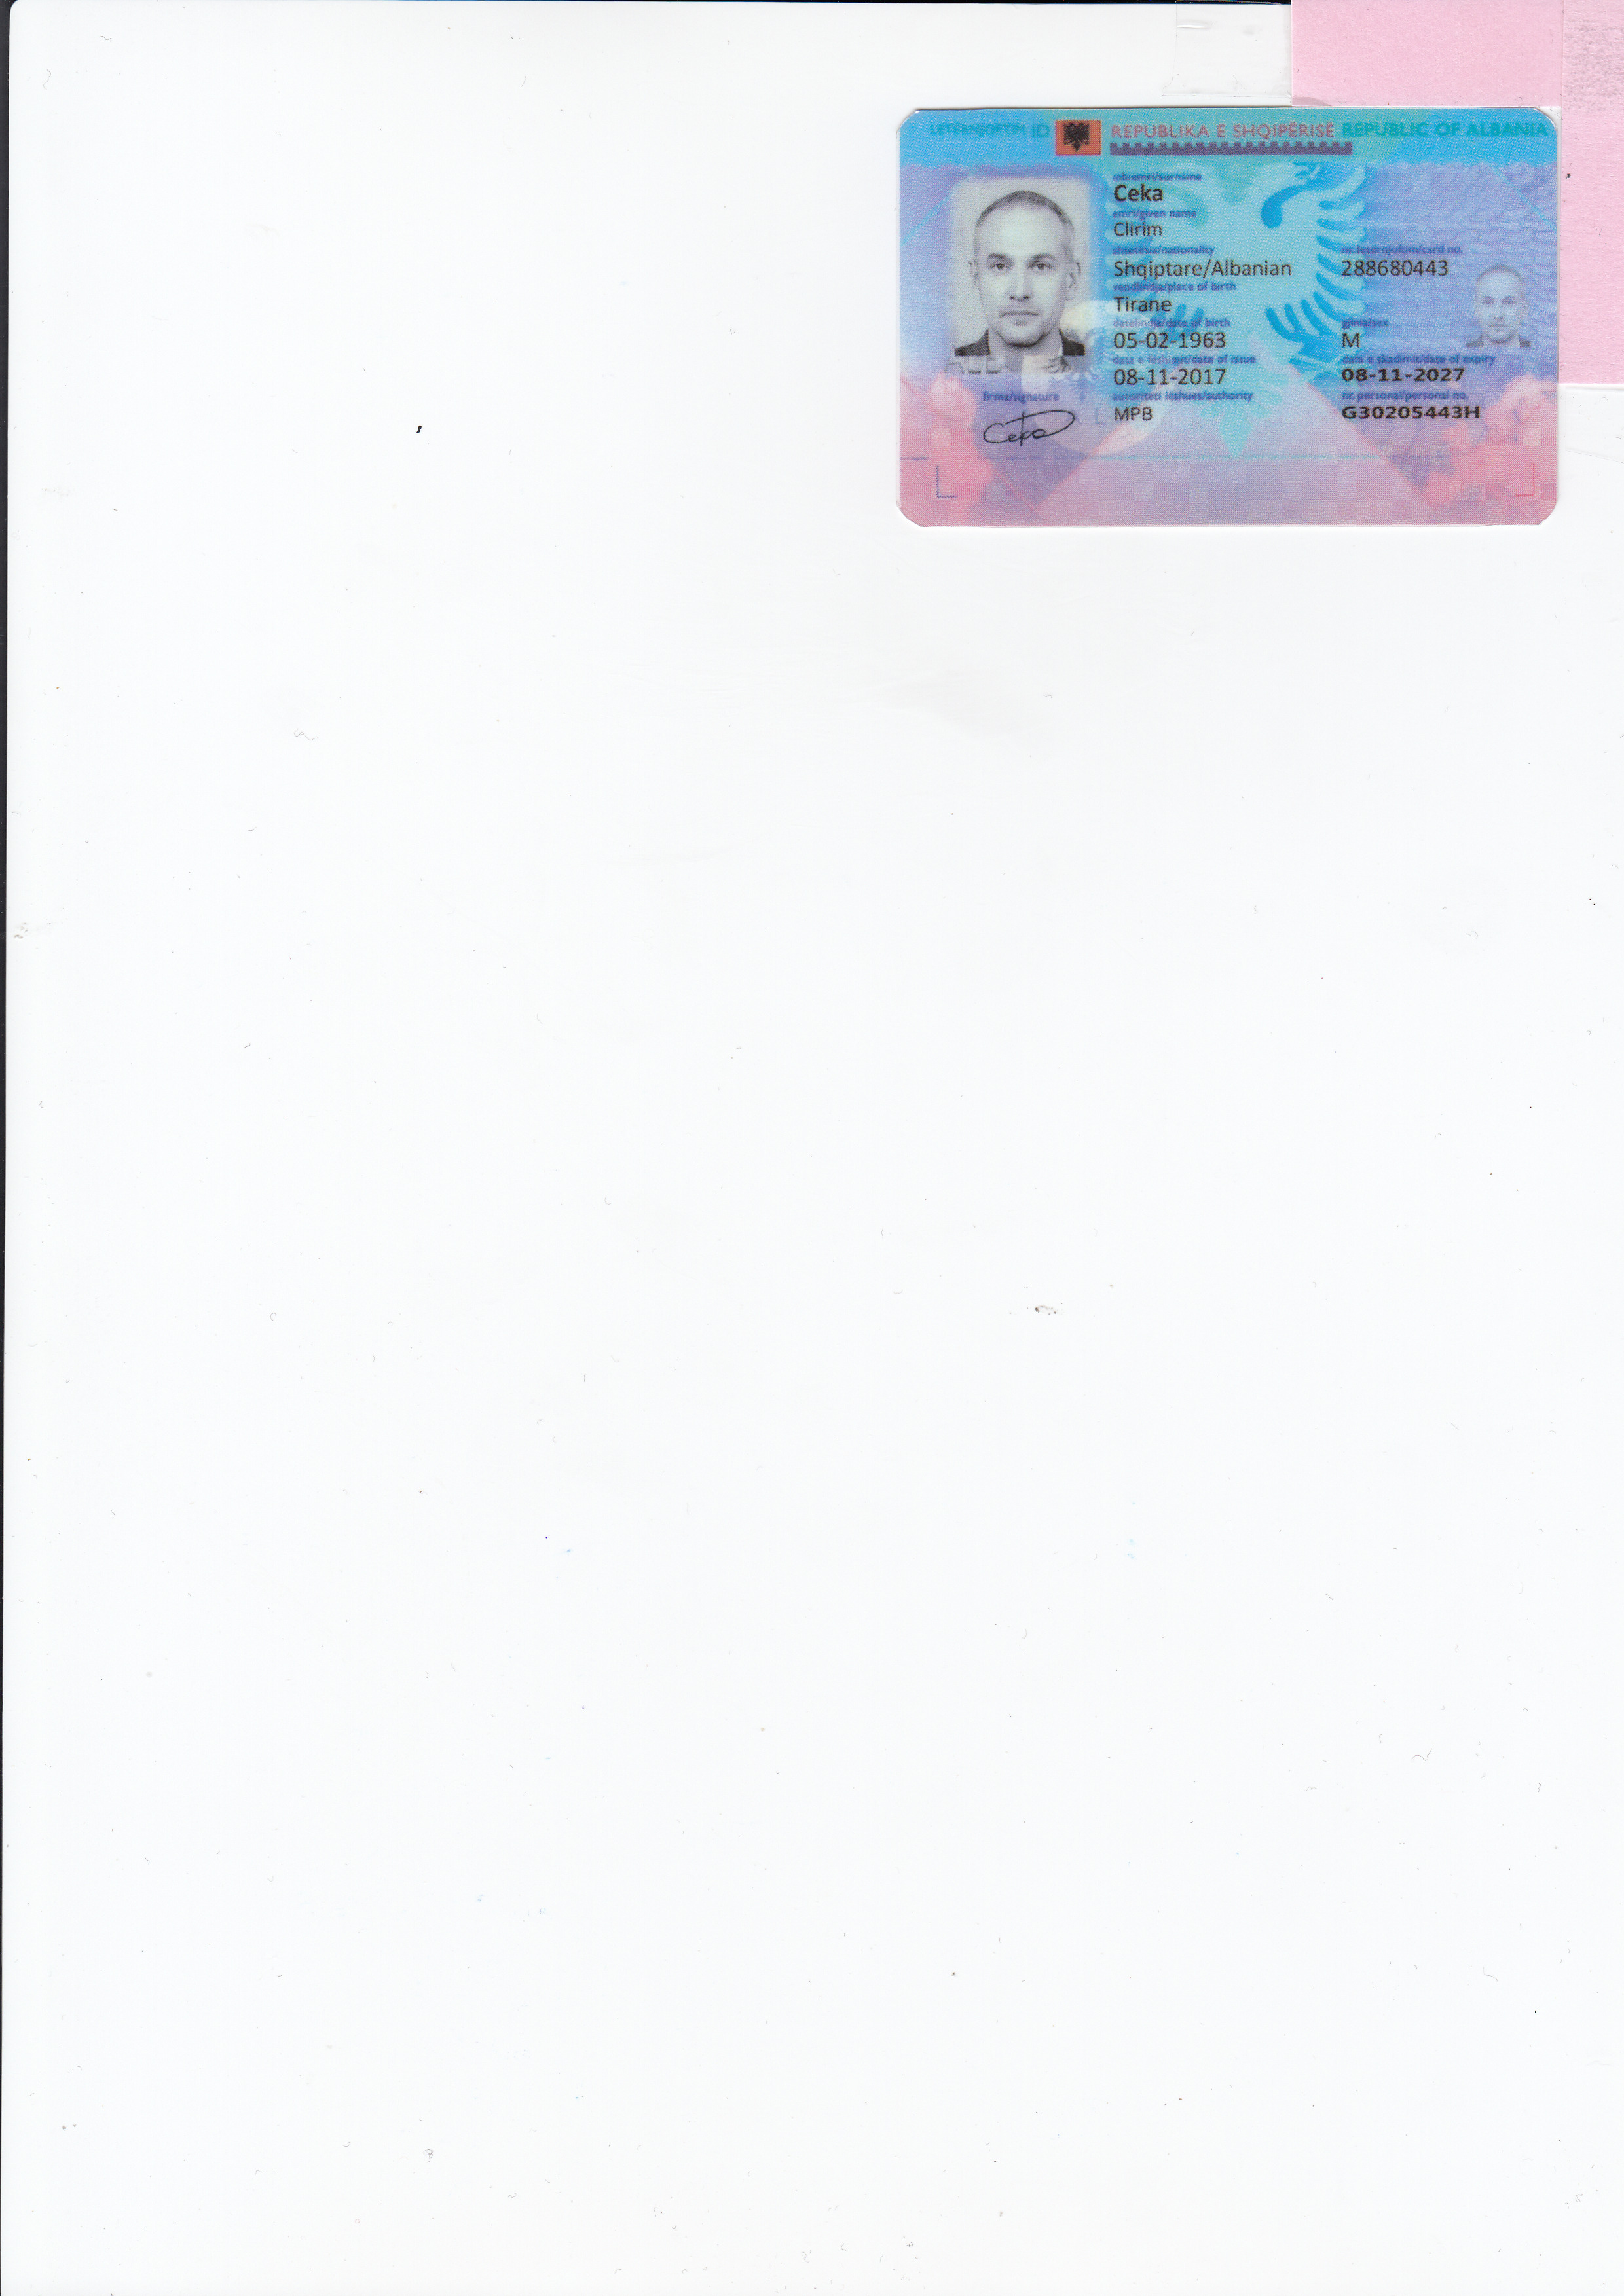 LETËRNJOFTIM ID REPUBLIKA E SHQIPËRISË REPUBLIC OF ALBANIA
mbiemri/surname
Ceka
emri/given name
Clirim
shtetësia/nationality nr. letërnjoftimi/card no.
Shqiptare/Albanian 288680443
vendlindja/place of birth
Tirane
datëlindja/date of birth gjinia/sex
05-02-1963 M
data e lëshimit/date of issue data e skadimit/date of expiry
08-11-2017 08-11-2027
firma/signature autoriteti lëshues/authority nr. personal/personal no.
Ceka MPB G30205443H